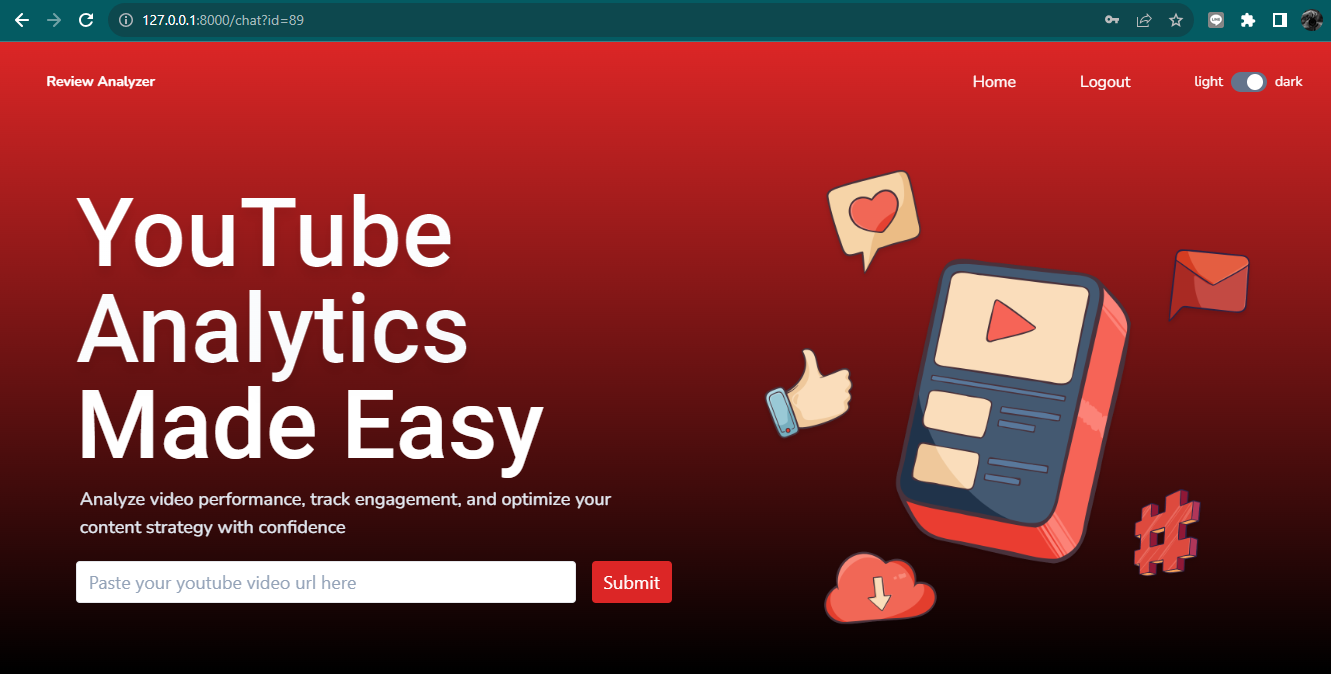 127.0.0.1:8000/chat?id=89
Review Analyzer
Home
Logout
light
dark
YouTube
Analytics
Made Easy
Analyze video performance, track engagement, and optimize your
content strategy with confidence
Paste your youtube video url here
Submit